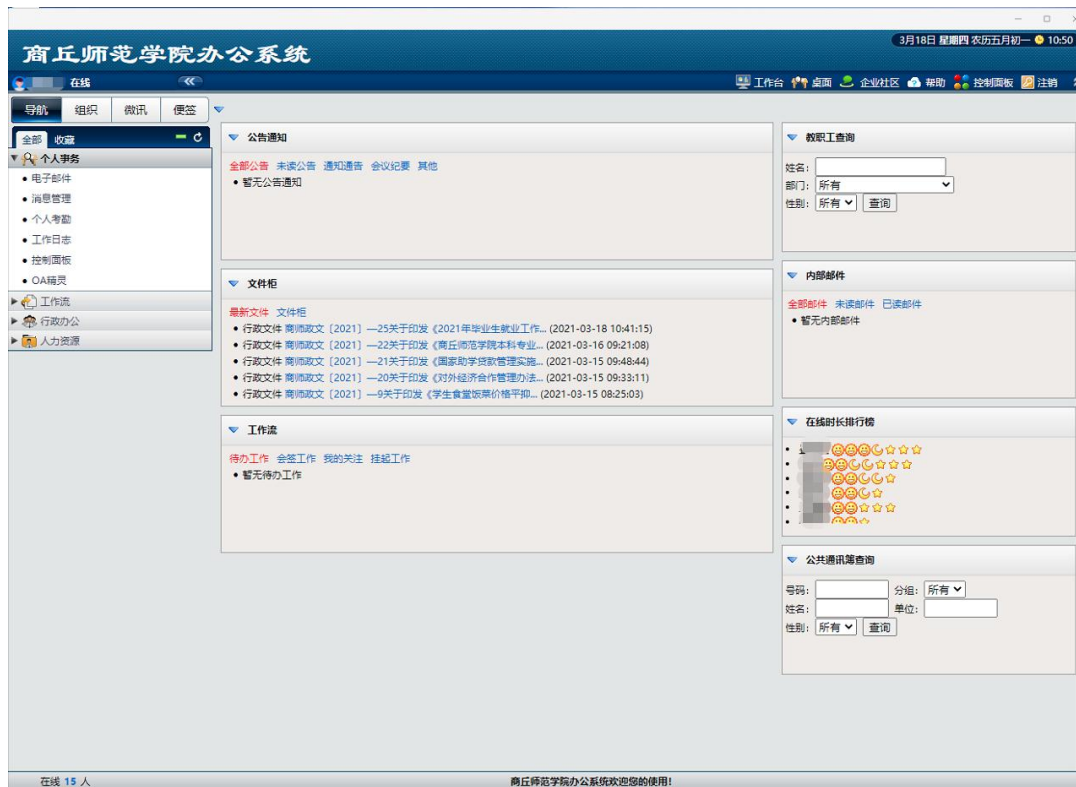 商丘师范学院办公系统
3月18日 星期四 农历五月初一 10:50
在线
工作台 桌面 企业社区 帮助 控制面板 注销
导航 组织 微讯 便签
全部 收藏
个人事务
电子邮件
消息管理
个人考勤
工作日志
控制面板
OA精灵
工作流
行政办公
人力资源
公告通知
全部公告 未读公告 通知通告 会议纪要 其他
暂无公告通知
文件柜
最新文件 文件柜
行政文件 商师政文〔2021〕—25关于印发《2021年毕业生就业工作... (2021-03-18 10:41:15)
行政文件 商师政文〔2021〕—22关于印发《商丘师范学院本科专业... (2021-03-16 09:21:08)
行政文件 商师政文〔2021〕—21关于印发《国家助学贷款管理实施... (2021-03-15 09:48:44)
行政文件 商师政文〔2021〕—20关于印发《对外经济合作管理办法... (2021-03-15 09:33:11)
行政文件 商师政文〔2021〕—9关于印发《学生食堂饭菜价格平抑... (2021-03-15 08:25:03)
工作流
待办工作 会签工作 我的关注 挂起工作
暂无待办工作
教职工查询
姓名：
部门： 所有
性别： 所有 查询
内部邮件
全部邮件 未读邮件 已读邮件
暂无内部邮件
在线时长排行榜
公共通讯簿查询
号码： 分组： 所有
姓名： 单位：
性别： 所有 查询
在线 15 人
商丘师范学院办公系统欢迎您的使用!